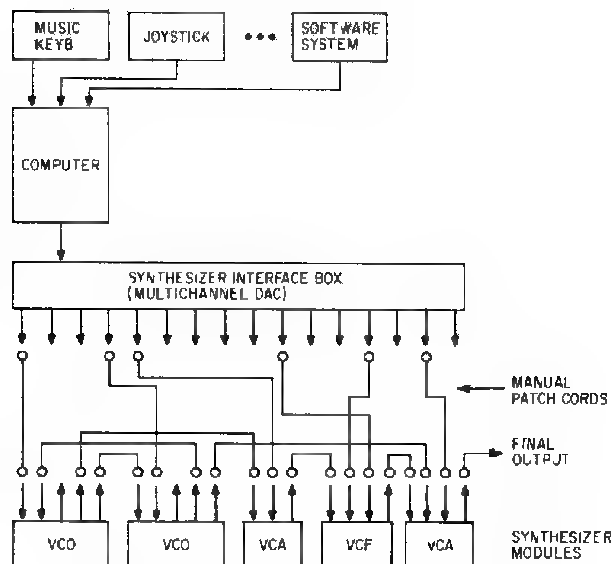 MUSIC
KEYB
JOYSTICK
SOFTWARE
SYSTEM
COMPUTER
SYNTHESIZER INTERFACE BOX
(MULTICHANNEL DAC)
MANUAL
PATCH CORDS
FINAL
OUTPUT
VCO
VCO
VCA
VCF
VCA
SYNTHESIZER
MODULES